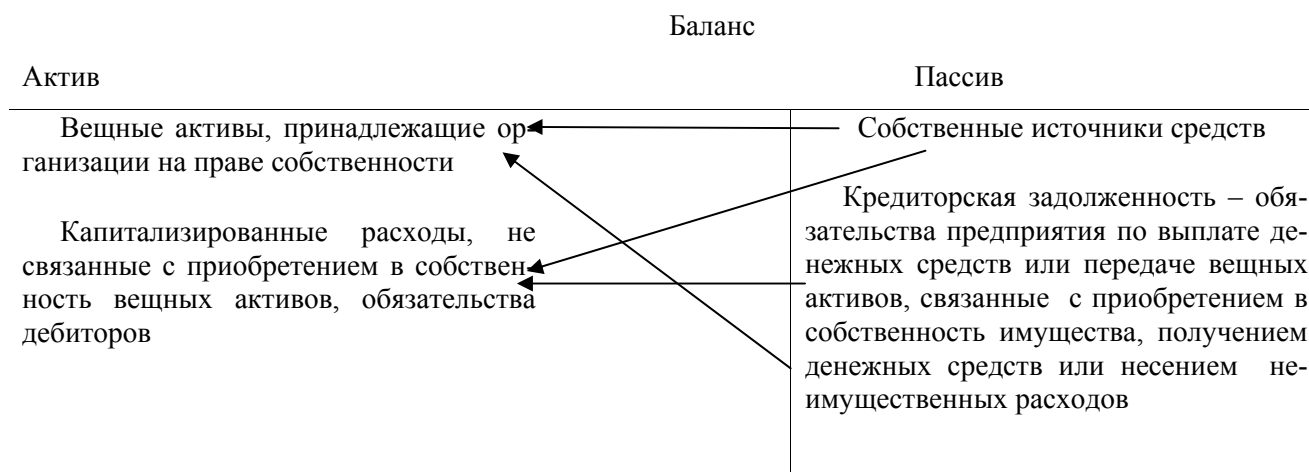 Баланс
Актив
Пассив
Вещные активы, принадлежащие ор-
ганизации на праве собственности
Капитализированные расходы, не
связанные с приобретением в собствен-
ность вещных активов, обязательства
дебиторов
Собственные источники средств
Кредиторская задолженность – обя-
зательства предприятия по выплате де-
нежных средств или передаче вещных
активов, связанные с приобретением в
собственность имущества, получением
денежных средств или несением не-
имущественных расходов